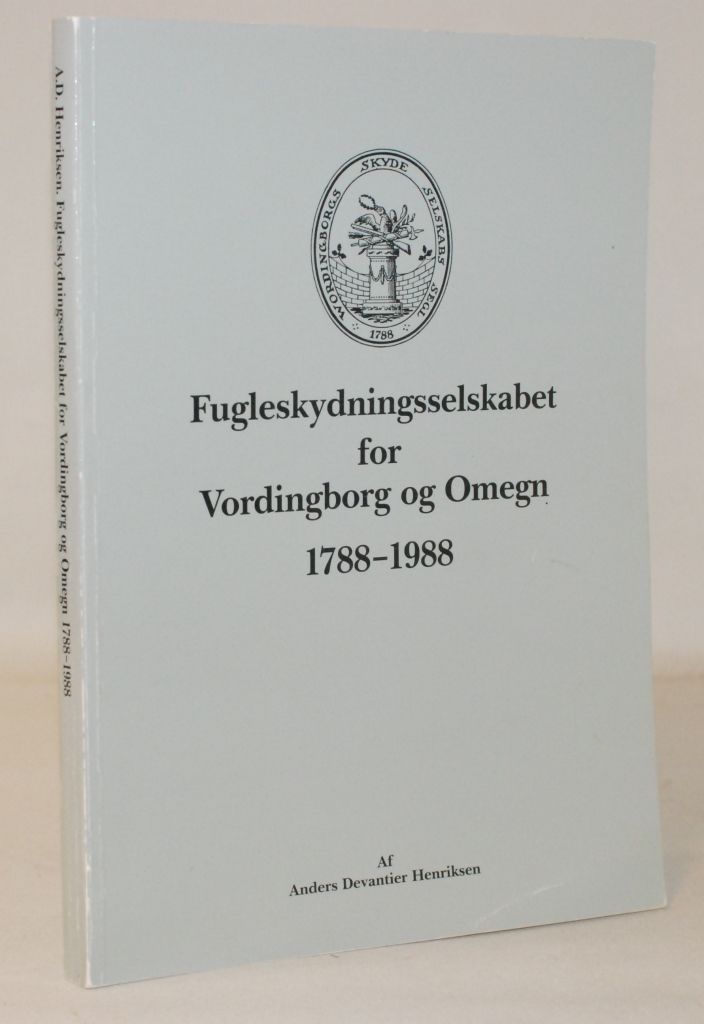 A.D. Henriksen. Fugleskydningsselskabet for Vordingborg og Omegn 1788-1988
WORDINGBORGS SKYDE SELSKABS SEGL
1788
Fugleskydningsselskabet
for
Vordingborg og Omegn
1788-1988
Af
Anders Devantier Henriksen